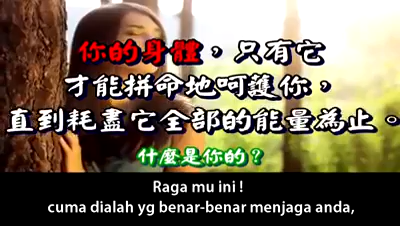 你的身體，只有它
才能拼命地呵護你，
直到耗盡它全部的能量為止。
什麼是你的？
Raga mu ini !
cuma dialah yg benar-benar menjaga anda,